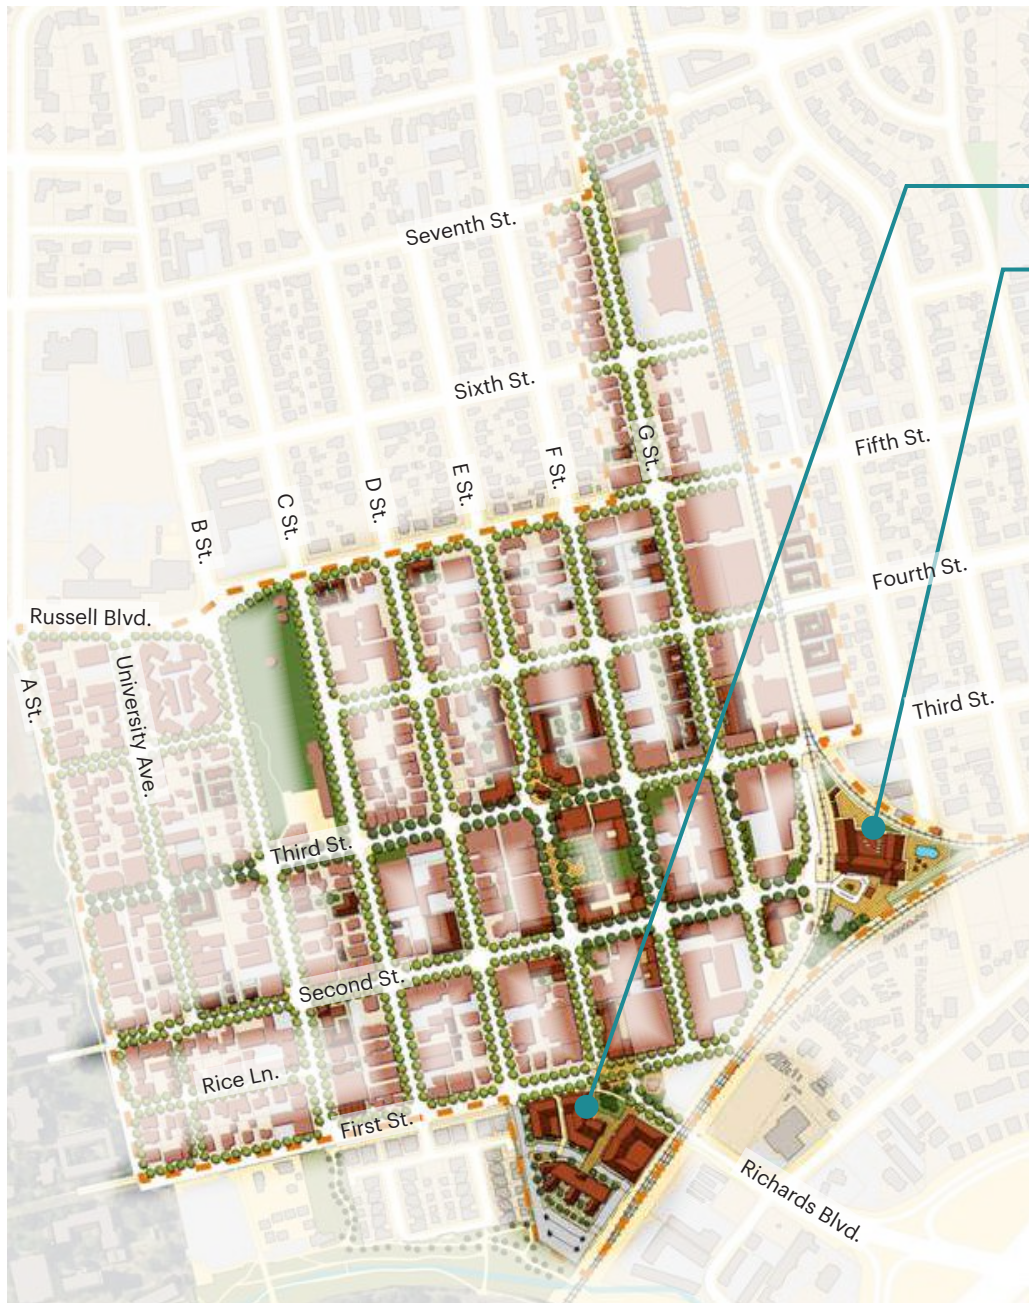 Seventh St.
Sixth St.
Fifth St.
G St.
F St.
E St.
D St.
C St.
B St.
Fourth St.
Russell Blvd.
University Ave.
A St.
Third St.
Third St.
Second St.
Rice Ln.
First St.
Richards Blvd.